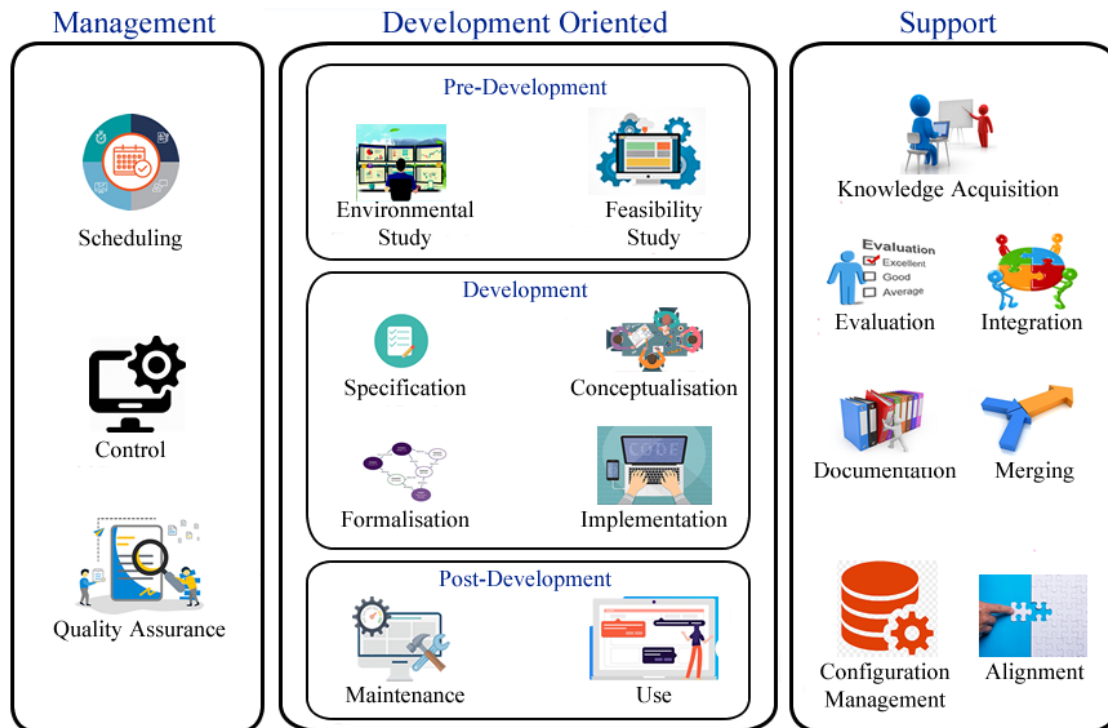 Management
Scheduling
Control
Quality Assurance
Development Oriented
Pre-Development
Environmental
Study
Feasibility
Study
Development
Specification
Conceptualisation
Formalisation
CODE
Implementation
Post-Development
Maintenance
Use
Support
Knowledge Acquisition
Evaluation
Excellent
Good
Average
Evaluation
Integration
Documentation
Merging
Configuration
Management
Alignment